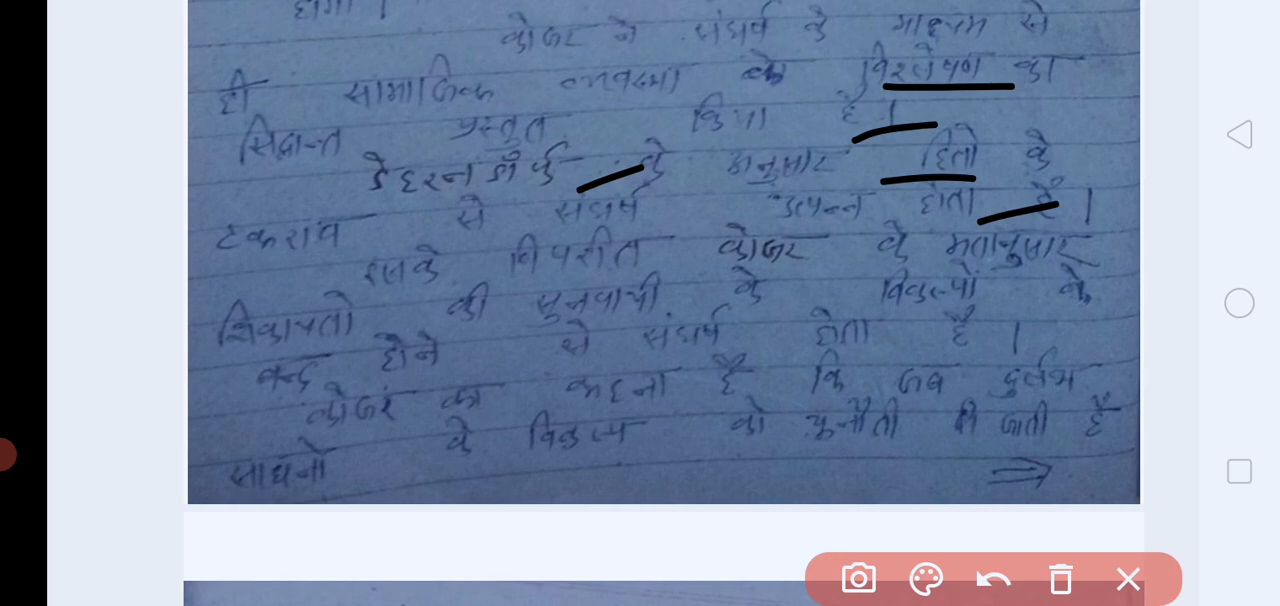 होगा ।
कोजर ने संघर्ष के माध्यम से
ही सामाजिक व्यवस्था के विश्लेषण का
सिद्धान्त प्रस्तुत किया है ।
डेहरनडॉर्फ के अनुसार हितो के
टकराव से संघर्ष उत्पन्न होता है ।
इसके विपरीत कोजर के मतानुसार
शिकायतो की सुनवायी के विकल्पों के
बन्द होने से संघर्ष होता है ।
कोजर का कहना है कि जब दुर्लभ
साधनो के विकल्प को चुनौती दी जाती है
⇒